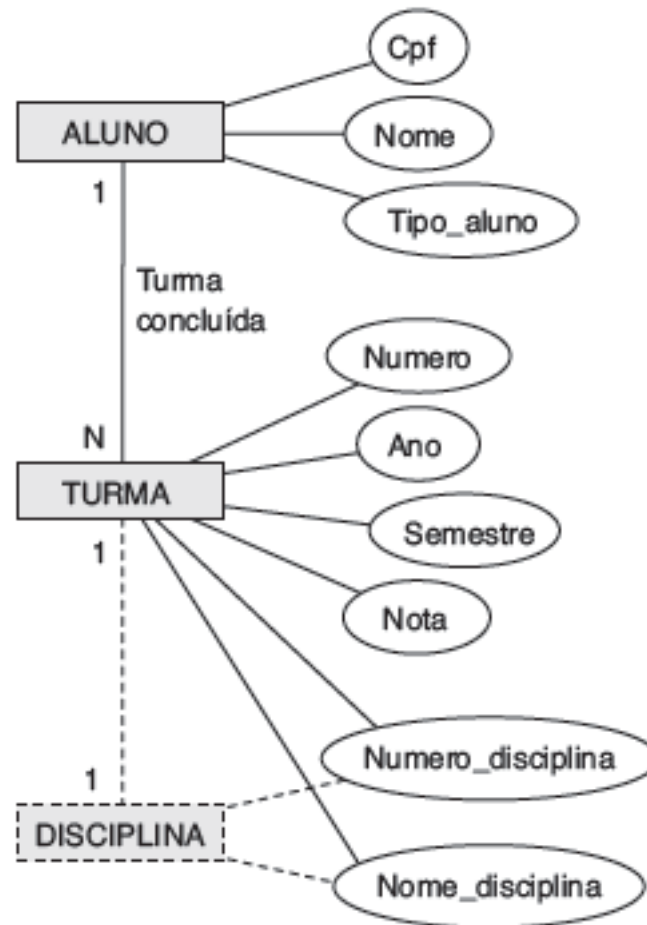 Cpf
ALUNO
Nome
1
Tipo_aluno
Turma
concluída
Numero
N
Ano
TURMA
1
Semestre
Nota
Numero_disciplina
1
DISCIPLINA
Nome_disciplina